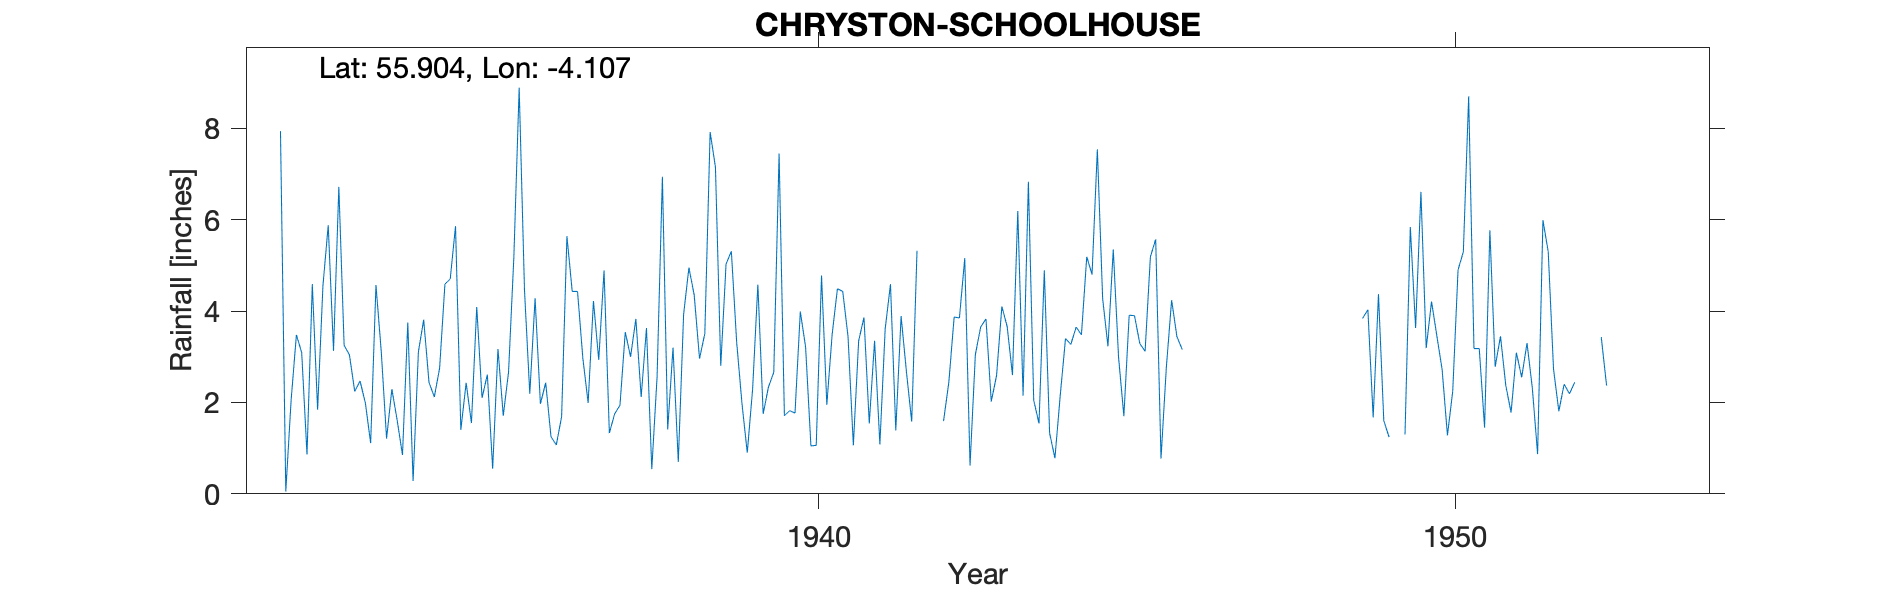 CHRYSTON-SCHOOLHOUSE
Lat: 55.904, Lon: -4.107
8
6
4
2
0
Rainfall [inches]
1940 1950
Year